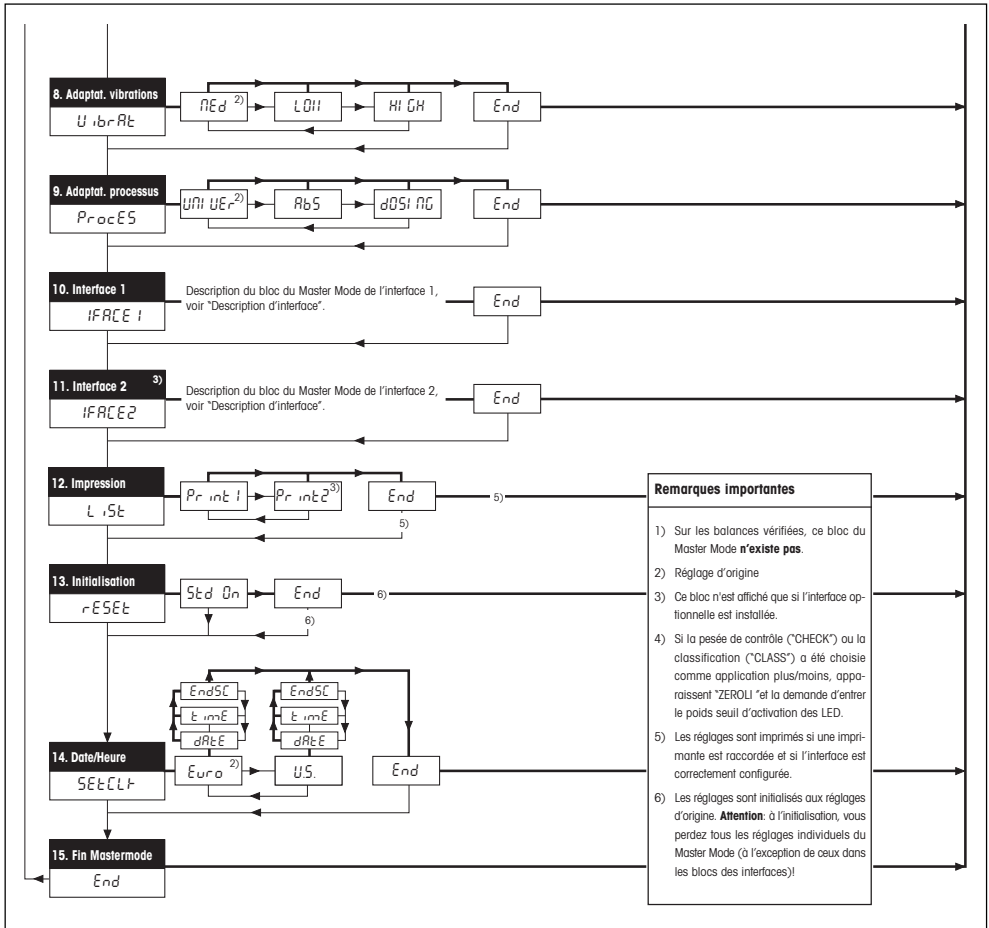 8. Adaptat. vibrations
VibrAt
MEd 2)
LOW
HIGH
End
9. Adaptat. processus
ProcES
UNIVEr 2)
AbS
dOSING
End
10. Interface 1
IFACE1
Description du bloc du Master Mode de l'interface 1,
voir "Description d'interface".
End
11. Interface 2 3)
IFACE2
Description du bloc du Master Mode de l'interface 2,
voir "Description d'interface".
End
12. Impression
LiSt
Print1
Print2 3)
End
5)
5)
13. Initialisation
rESEt
Std On
End
6)
6)
EndSC
EndSC
timE
timE
dAtE
dAtE
14. Date/Heure
SEtCLk
Euro 2)
U.S.
End
15. Fin Mastermode
End
Remarques importantes
1) Sur les balances vérifiées, ce bloc du
Master Mode n'existe pas.
2) Réglage d'origine
3) Ce bloc n'est affiché que si l'interface op-
tionnelle est installée.
4) Si la pesée de contrôle ("CHECK") ou la
classification ("CLASS") a été choisie
comme application plus/moins, appa-
raissent "ZEROLI "et la demande d'entrer
le poids seuil d'activation des LED.
5) Les réglages sont imprimés si une impri-
mante est raccordée et si l'interface est
correctement configurée.
6) Les réglages sont initialisés aux réglages
d'origine. Attention: à l'initialisation, vous
perdez tous les réglages individuels du
Master Mode (à l'exception de ceux dans
les blocs des interfaces)!